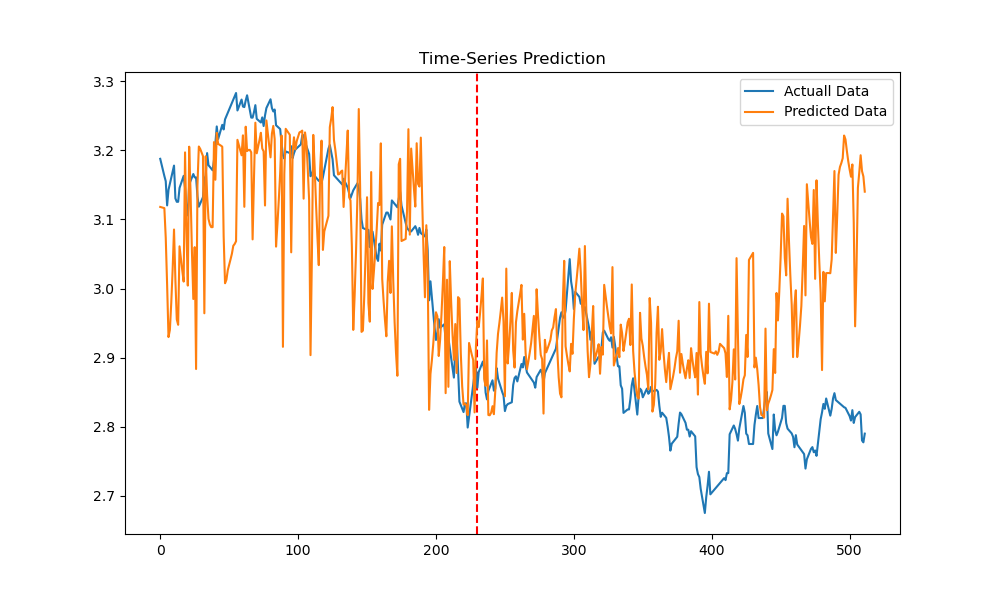 Time-Series Prediction
Actuall Data
Predicted Data
3.3
3.2
3.1
3.0
2.9
2.8
2.7
0 100 200 300 400 500